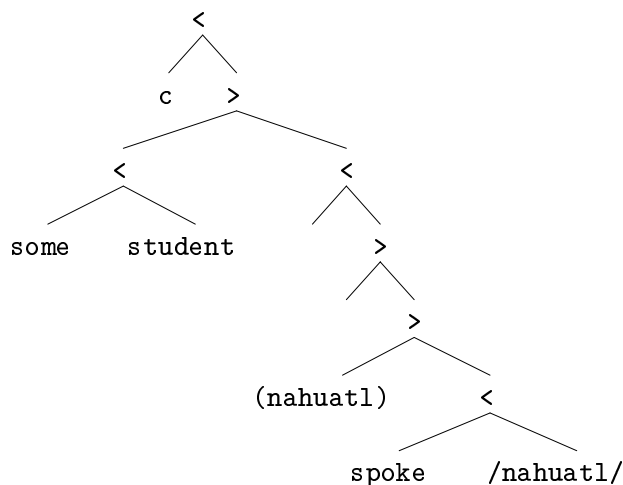 <
c >
< <
some student >
>
(nahuatl) <
spoke /nahuatl/